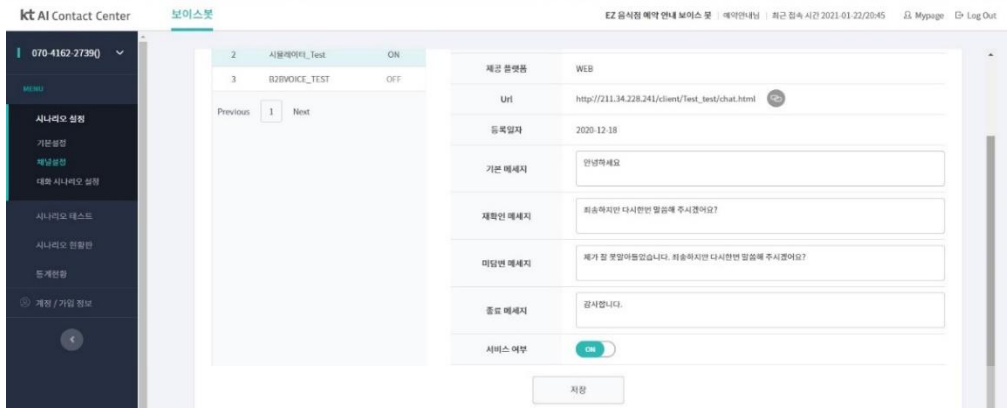 kt AI Contact Center
보이스봇
EZ 음식점 예약 안내 보이스 봇 | 예약안내님 | 최근 접속 시간 2021-01-22/20:45 Mypage Log Out
070-4162-2739()
MENU
시나리오 설정
기본설정
채널설정
대화 시나리오 설정
시나리오 테스트
시나리오 현황판
통계현황
계정 / 가입 정보
2 시뮬레이터_Test ON
3 B2BVOICE_TEST OFF
Previous 1 Next
제공 플랫폼 WEB
Url http://211.34.228.241/client/Test_test/chat.html
등록일자 2020-12-18
기본 메세지 안녕하세요
재확인 메세지 죄송하지만 다시한번 말씀해 주시겠어요?
미답변 메세지 제가 잘 못알아들었습니다. 죄송하지만 다시한번 말씀해 주시겠어요?
종료 메세지 감사합니다.
서비스 여부 ON
저장